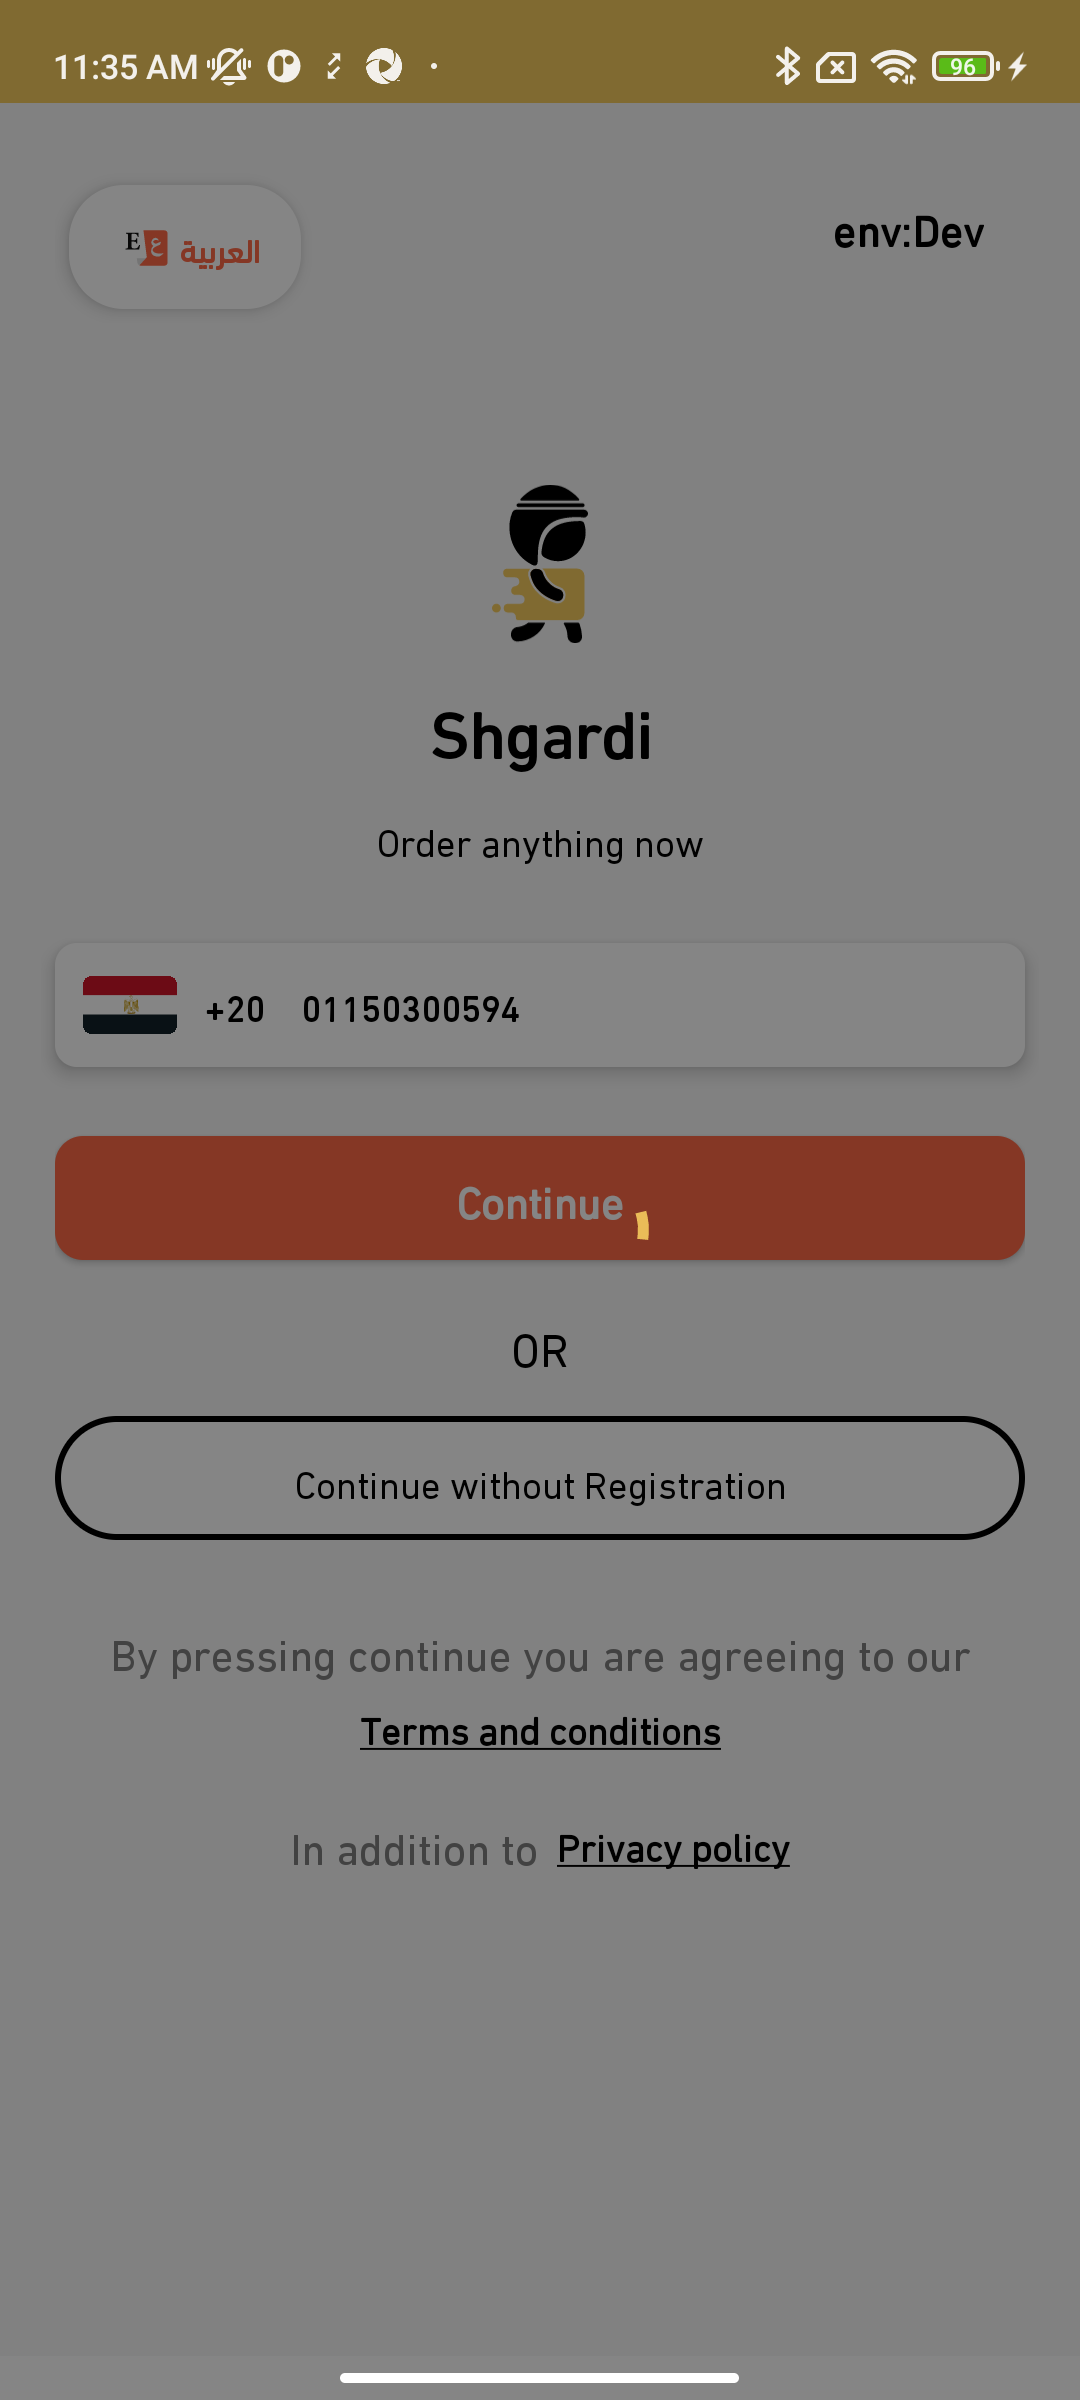 11:35 AM
96
E ع العربية
env:Dev
Shgardi
Order anything now
+20 01150300594
Continue
OR
Continue without Registration
By pressing continue you are agreeing to our
Terms and conditions
In addition to Privacy policy